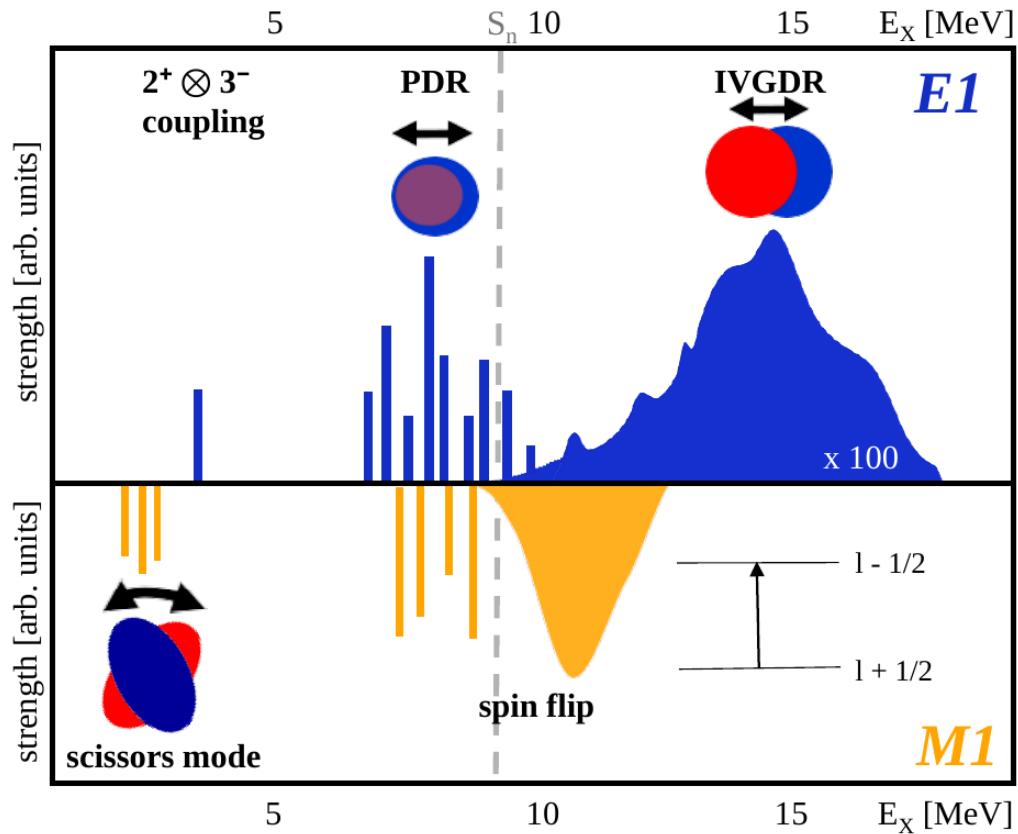 5 Sn 10 15 EX [MeV]
2⁺ ⊗ 3⁻
coupling
PDR
IVGDR
E1
strength [arb. units]
x 100
strength [arb. units]
l - 1/2
l + 1/2
spin flip
scissors mode
M1
5 10 15 EX [MeV]